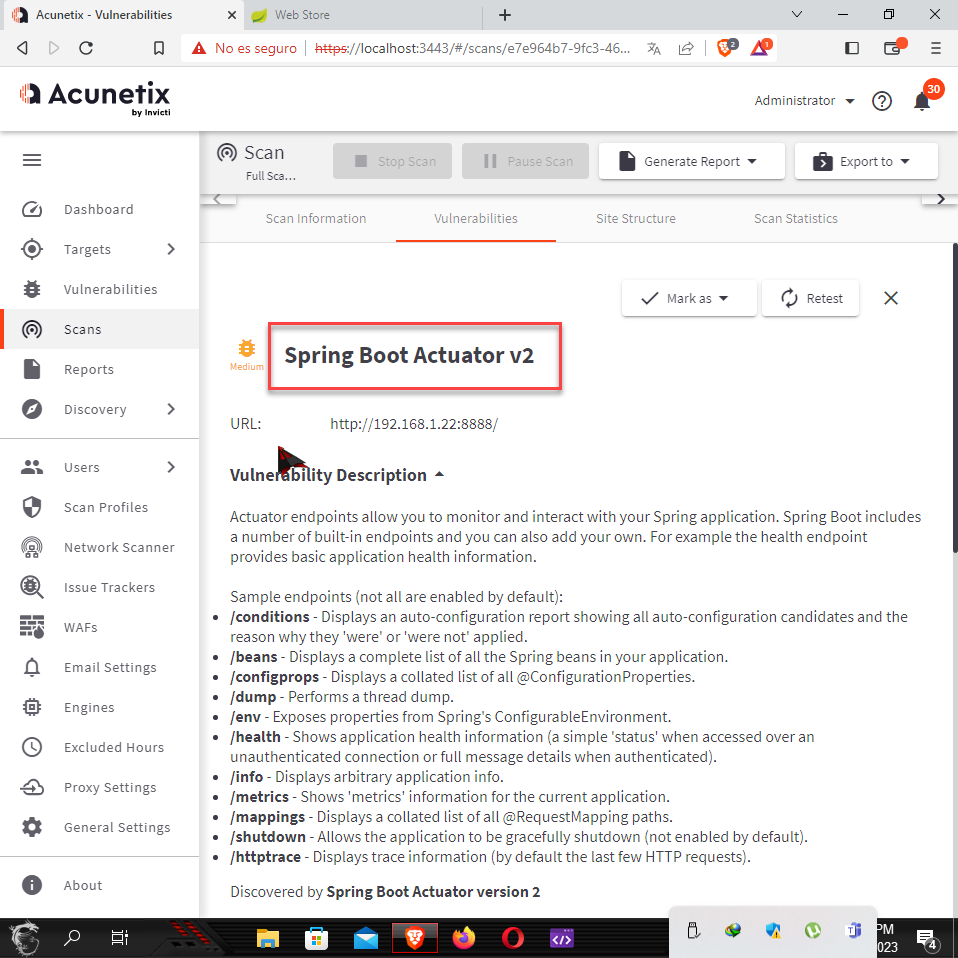 Acunetix - Vulnerabilities
Web Store
No es seguro
https://localhost:3443/#/scans/e7e964b7-9fc3-46...
2
1
Acunetix
by Invicti
Administrator
30
Scan
Full Sca...
Stop Scan
Pause Scan
Generate Report
Export to
Dashboard
Targets
Vulnerabilities
Scans
Reports
Discovery
Users
Scan Profiles
Network Scanner
Issue Trackers
WAFs
Email Settings
Engines
Excluded Hours
Proxy Settings
General Settings
About
Scan Information
Vulnerabilities
Site Structure
Scan Statistics
Mark as
Retest
Medium
Spring Boot Actuator v2
URL:
http://192.168.1.22:8888/
Vulnerability Description
Actuator endpoints allow you to monitor and interact with your Spring application. Spring Boot includes
a number of built-in endpoints and you can also add your own. For example the health endpoint
provides basic application health information.
Sample endpoints (not all are enabled by default):
• /conditions - Displays an auto-configuration report showing all auto-configuration candidates and the
reason why they 'were' or 'were not' applied.
• /beans - Displays a complete list of all the Spring beans in your application.
• /configprops - Displays a collated list of all @ConfigurationProperties.
• /dump - Performs a thread dump.
• /env - Exposes properties from Spring's ConfigurableEnvironment.
• /health - Shows application health information (a simple 'status' when accessed over an
unauthenticated connection or full message details when authenticated).
• /info - Displays arbitrary application info.
• /metrics - Shows 'metrics' information for the current application.
• /mappings - Displays a collated list of all @RequestMapping paths.
• /shutdown - Allows the application to be gracefully shutdown (not enabled by default).
• /httptrace - Displays trace information (by default the last few HTTP requests).
Discovered by Spring Boot Actuator version 2
PM
023
4